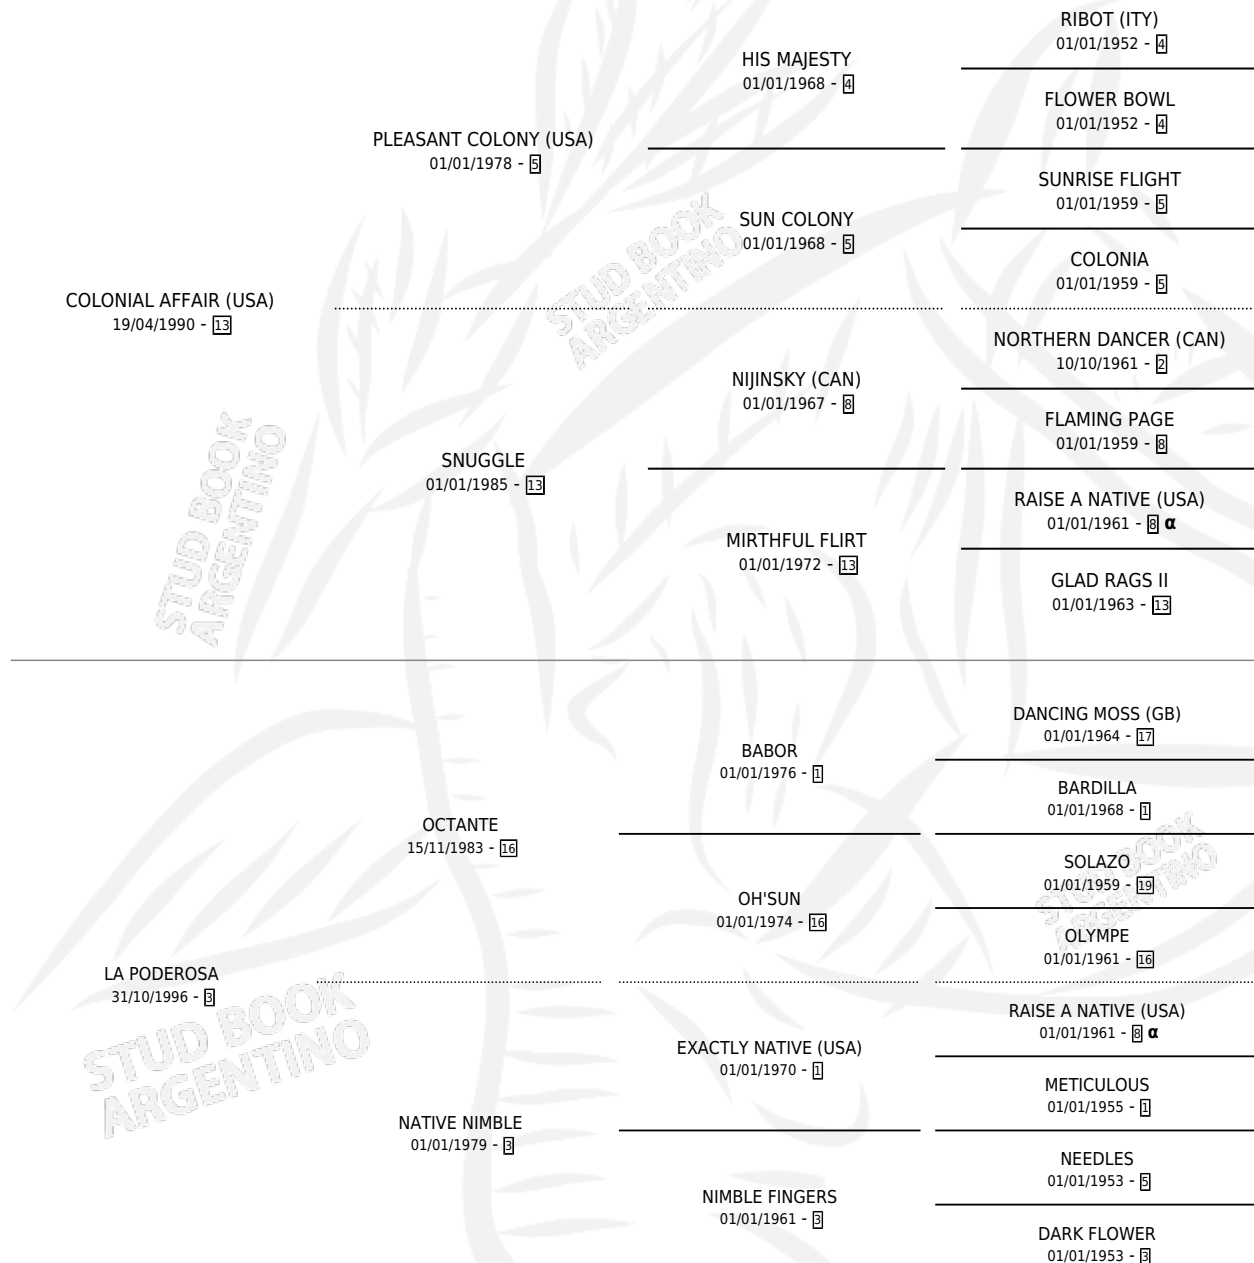 RIBOT (ITY)
01/01/1952 - 4
HIS MAJESTY
01/01/1968 - 4
FLOWER BOWL
01/01/1952 - 4
PLEASANT COLONY (USA)
01/01/1978 - 5
SUNRISE FLIGHT
01/01/1959 - 5
SUN COLONY
01/01/1968 - 5
COLONIA
01/01/1959 - 5
COLONIAL AFFAIR (USA)
19/04/1990 - 13
NORTHERN DANCER (CAN)
10/10/1961 - 2
NIJINSKY (CAN)
01/01/1967 - 8
FLAMING PAGE
01/01/1959 - 8
SNUGGLE
01/01/1985 - 13
RAISE A NATIVE (USA)
01/01/1961 - 8 α
MIRTHFUL FLIRT
01/01/1972 - 13
GLAD RAGS II
01/01/1963 - 13
DANCING MOSS (GB)
01/01/1964 - 17
BABOR
01/01/1976 - 1
BARDILLA
01/01/1968 - 1
OCTANTE
15/11/1983 - 16
SOLAZO
01/01/1959 - 19
OH'SUN
01/01/1974 - 16
OLYMPE
01/01/1961 - 16
LA PODEROSA
31/10/1996 - 3
RAISE A NATIVE (USA)
01/01/1961 - 8 α
EXACTLY NATIVE (USA)
01/01/1970 - 1
METICULOUS
01/01/1955 - 1
NATIVE NIMBLE
01/01/1979 - 3
NEEDLES
01/01/1953 - 5
NIMBLE FINGERS
01/01/1961 - 3
DARK FLOWER
01/01/1953 - 3
STUD BOOK
ARGENTINO
STUD BOOK
ARGENTINO
STUD BOOK
ARGENTINO
STUD BOOK
ARGENTINO